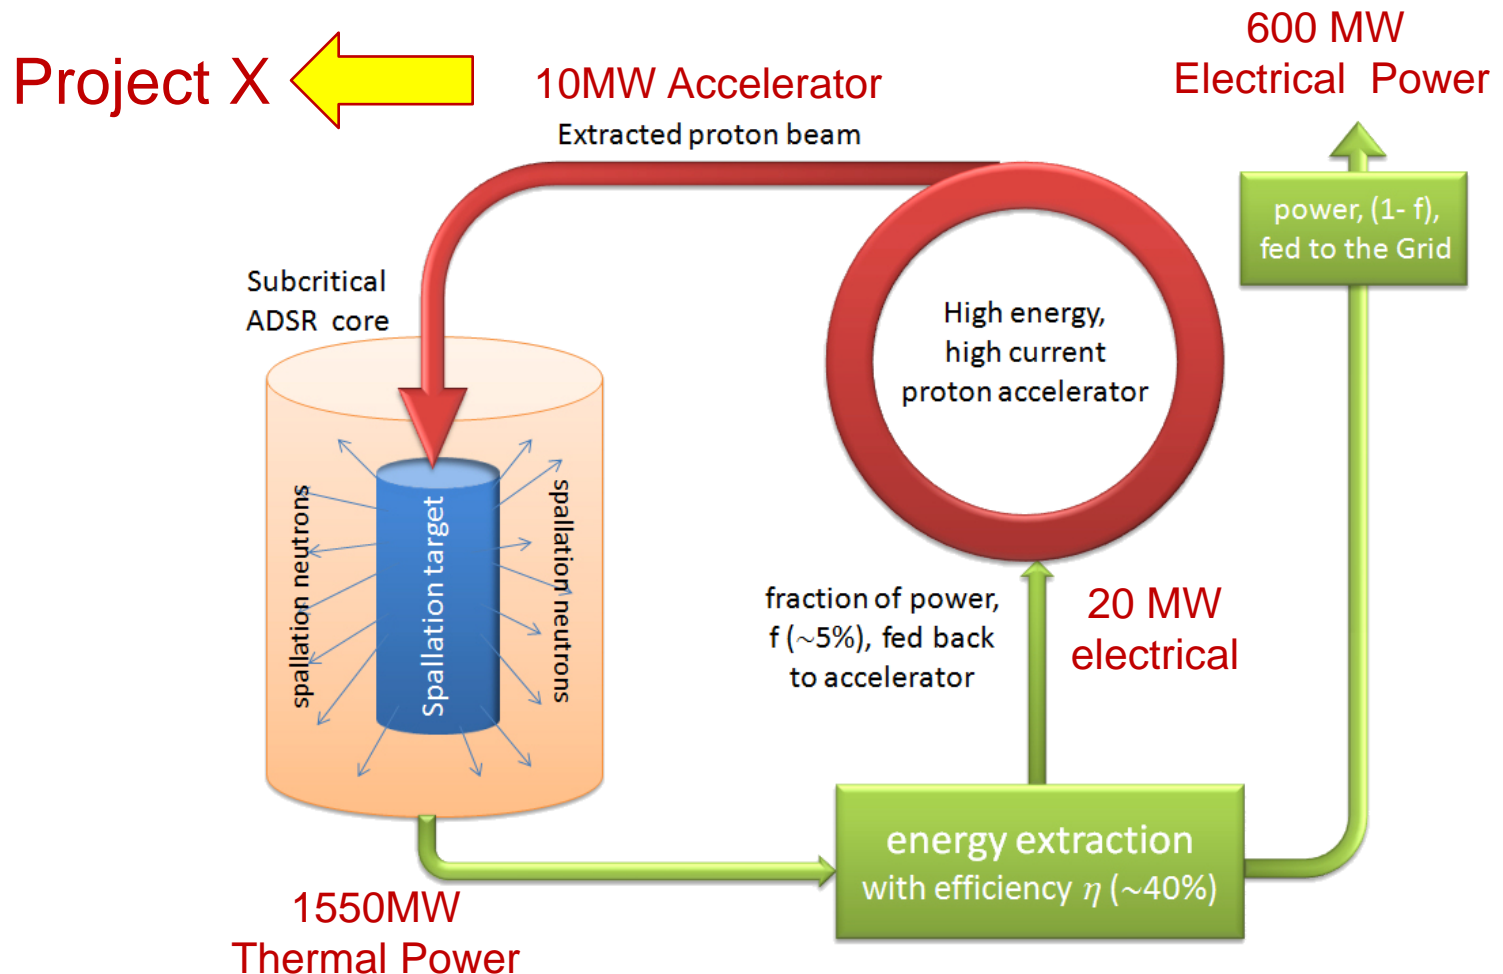 Project X
10MW Accelerator
600 MW
Electrical Power
Extracted proton beam
power, (1- f),
fed to the Grid
Subcritical
ADSR core
High energy,
high current
proton accelerator
spallation neutrons
Spallation target
spallation neutrons
fraction of power,
f (~5%), fed back
to accelerator
20 MW
electrical
energy extraction
with efficiency η (~40%)
1550MW
Thermal Power